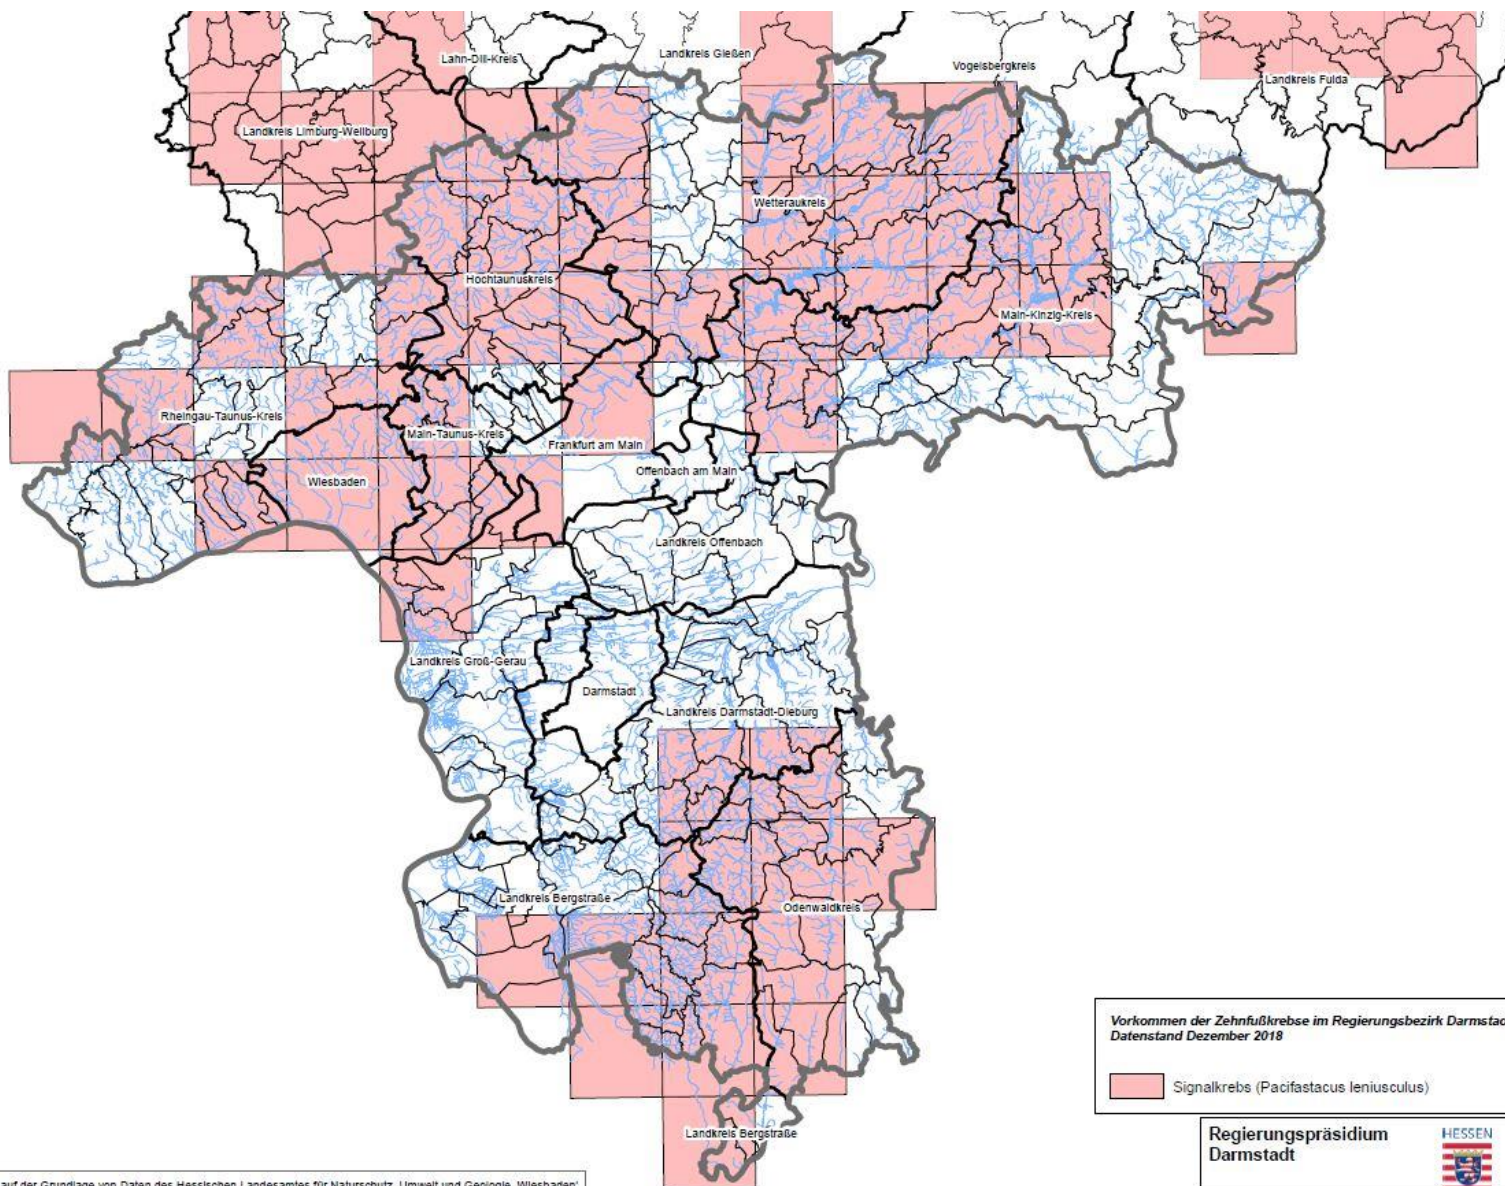 Lahn-Dill-Kreis
Landkreis Gießen
Vogelsbergkreis
Landkreis Fulda
Landkreis Limburg-Weilburg
Wetteraukreis
Hochtaunuskreis
Main-Kinzig-Kreis
Rheingau-Taunus-Kreis
Main-Taunus-Kreis
Frankfurt am Main
Offenbach am Main
Wiesbaden
Landkreis Offenbach
Landkreis Groß-Gerau
Darmstadt
Landkreis Darmstadt-Dieburg
Landkreis Bergstraße
Odenwaldkreis
Vorkommen der Zehnfußkrebse im Regierungsbezirk Darmstad
Datenstand Dezember 2018
Signalkrebs (Pacifastacus leniusculus)
Landkreis Bergstraße
Regierungspräsidium
Darmstadt
HESSEN
auf der Grundlage von Daten des Hessischen Landesamtes für Naturschutz, Umwelt und Geologie, Wiesbaden'